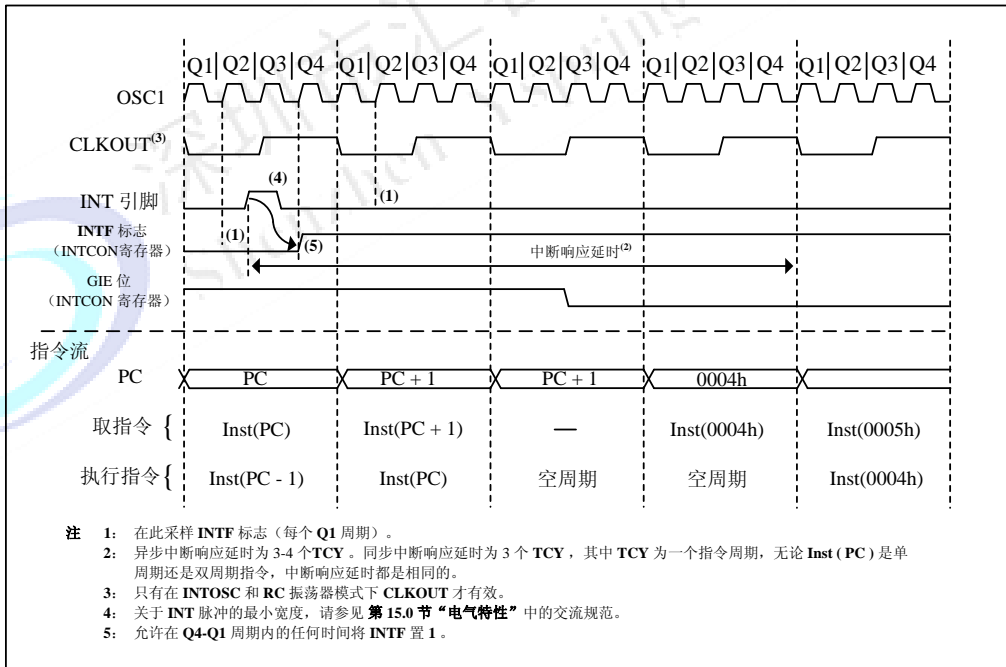 Q1 Q2 Q3 Q4 Q1 Q2 Q3 Q4 Q1 Q2 Q3 Q4 Q1 Q2 Q3 Q4 Q1 Q2 Q3 Q4
OSC1
CLKOUT(3)
(4)
INT 引脚
(1)
INTF 标志
(INTCON寄存器)
(1)
(5)
中断响应延时(2)
GIE 位
(INTCON 寄存器)
指令流
PC PC PC + 1 PC + 1 0004h
取指令 { Inst(PC) Inst(PC + 1) — Inst(0004h) Inst(0005h)
执行指令 { Inst(PC - 1) Inst(PC) 空周期 空周期 Inst(0004h)
注 1： 在此采样 INTF 标志（每个 Q1 周期）。
2： 异步中断响应延时为 3-4 个TCY 。同步中断响应延时为 3 个 TCY ，其中 TCY 为一个指令周期，无论 Inst ( PC ) 是单
周期还是双周期指令，中断响应延时都是相同的。
3： 只有在 INTOSC 和 RC 振荡器模式下 CLKOUT 才有效。
4： 关于 INT 脉冲的最小宽度，请参见 第 15.0 节“电气特性”中的交流规范。
5： 允许在 Q4-Q1 周期内的任何时间将 INTF 置 1 。
深圳市汇
Shenzhen